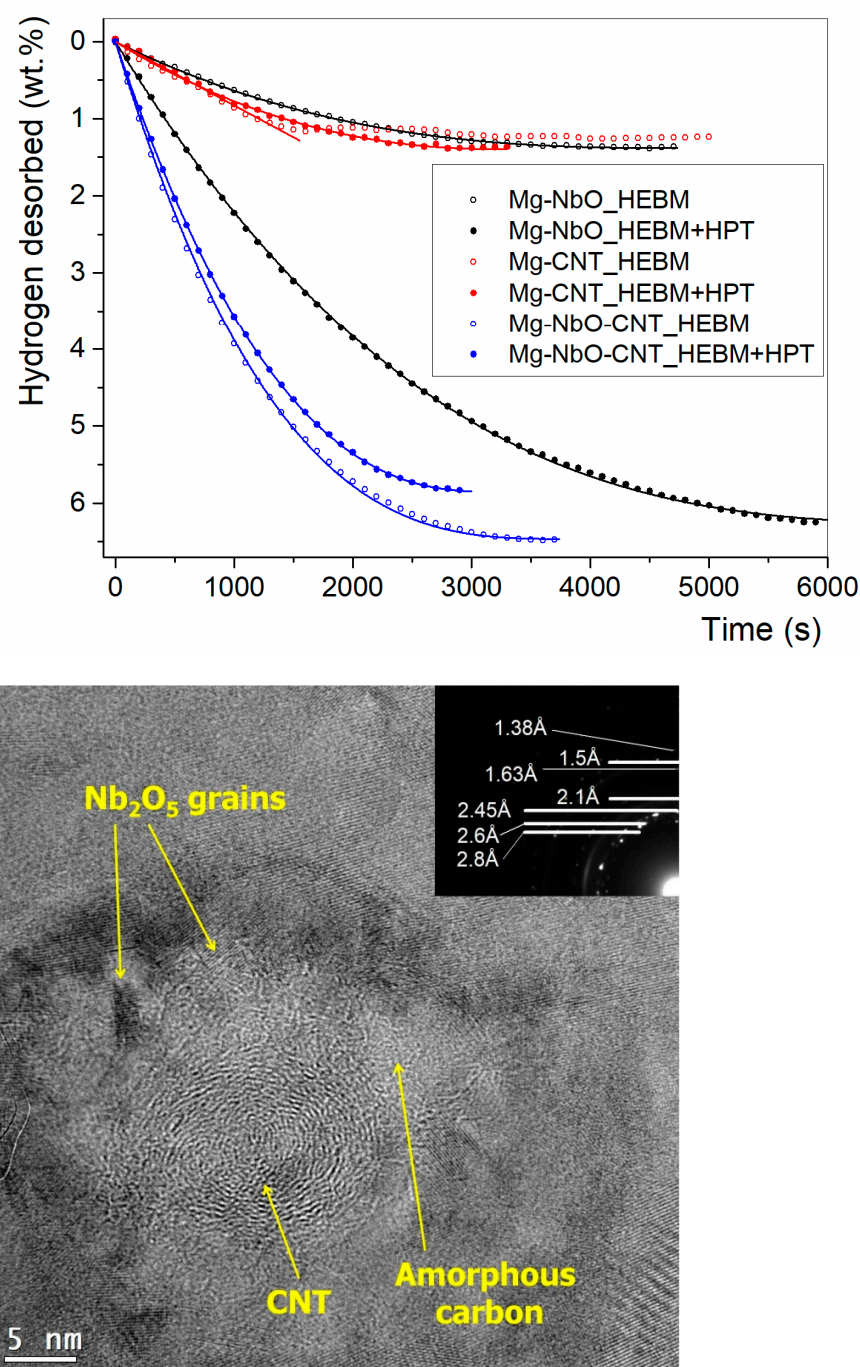 Hydrogen desorbed (wt.%)
0
1
2
3
4
5
6
Mg-NbO_HEBM
Mg-NbO_HEBM+HPT
Mg-CNT_HEBM
Mg-CNT_HEBM+HPT
Mg-NbO-CNT_HEBM
Mg-NbO-CNT_HEBM+HPT
0 1000 2000 3000 4000 5000 6000
Time (s)
1.38Å
1.5Å
1.63Å
2.1Å
2.45Å
2.6Å
2.8Å
Nb₂O₅ grains
Amorphous
carbon
CNT
5 nm